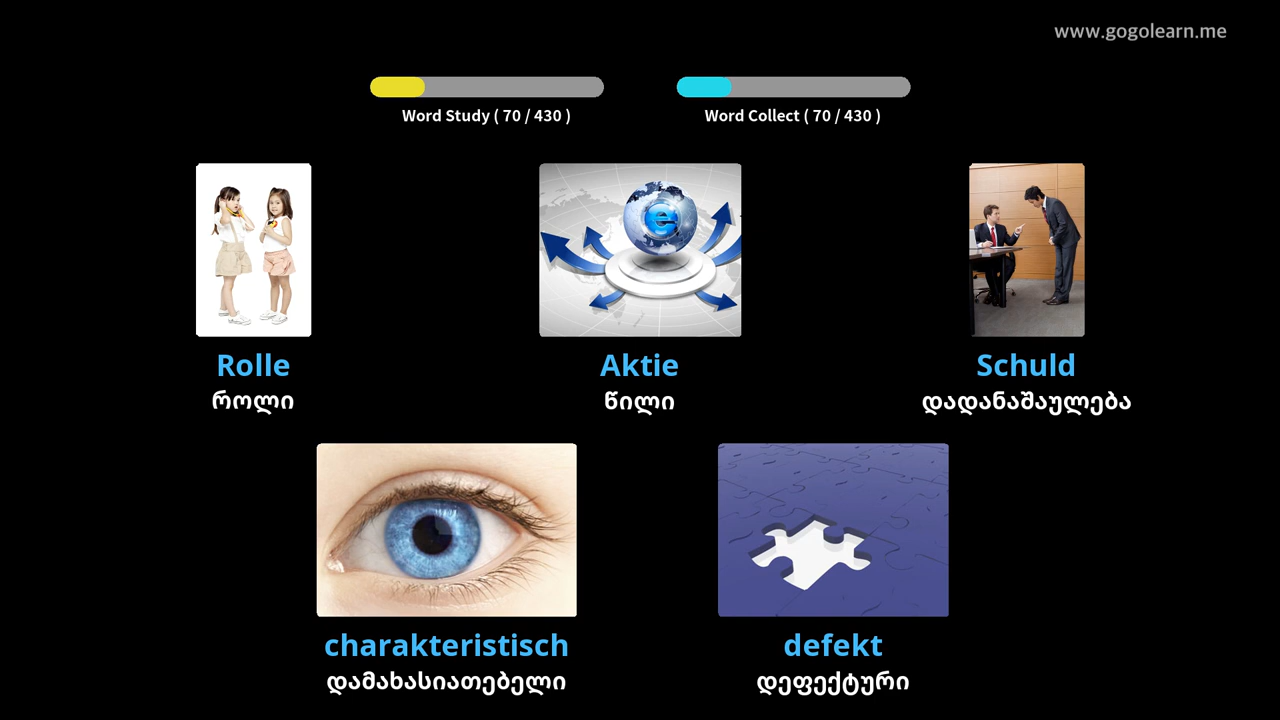 www.gogolearn.me
Word Study ( 70 / 430 )
Word Collect ( 70 / 430 )
e
Rolle
Aktie
Schuld
როლი
წილი
დადანაშაულება
charakteristisch
defekt
დამახასიათებელი
დეფექტური